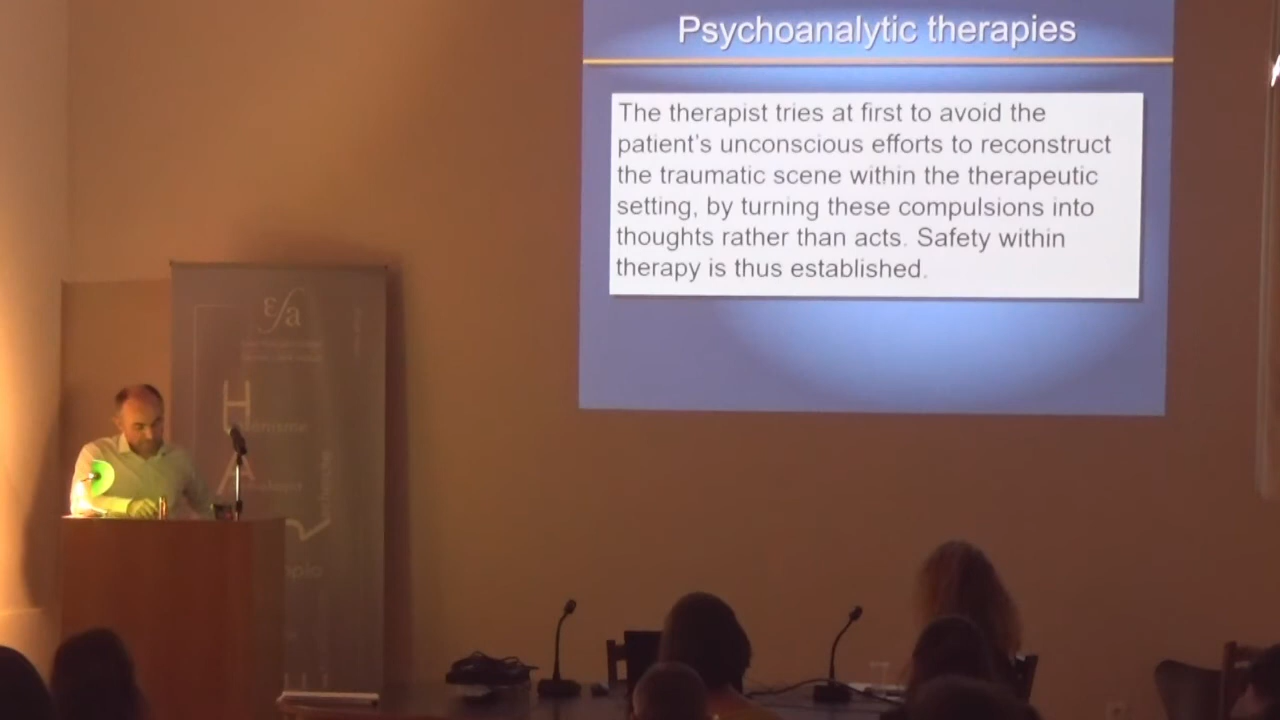 Psychoanalytic therapies
The therapist tries at first to avoid the
patient's unconscious efforts to reconstruct
the traumatic scene within the therapeutic
setting, by turning these compulsions into
thoughts rather than acts. Safety within
therapy is thus established.
εfa
H
A